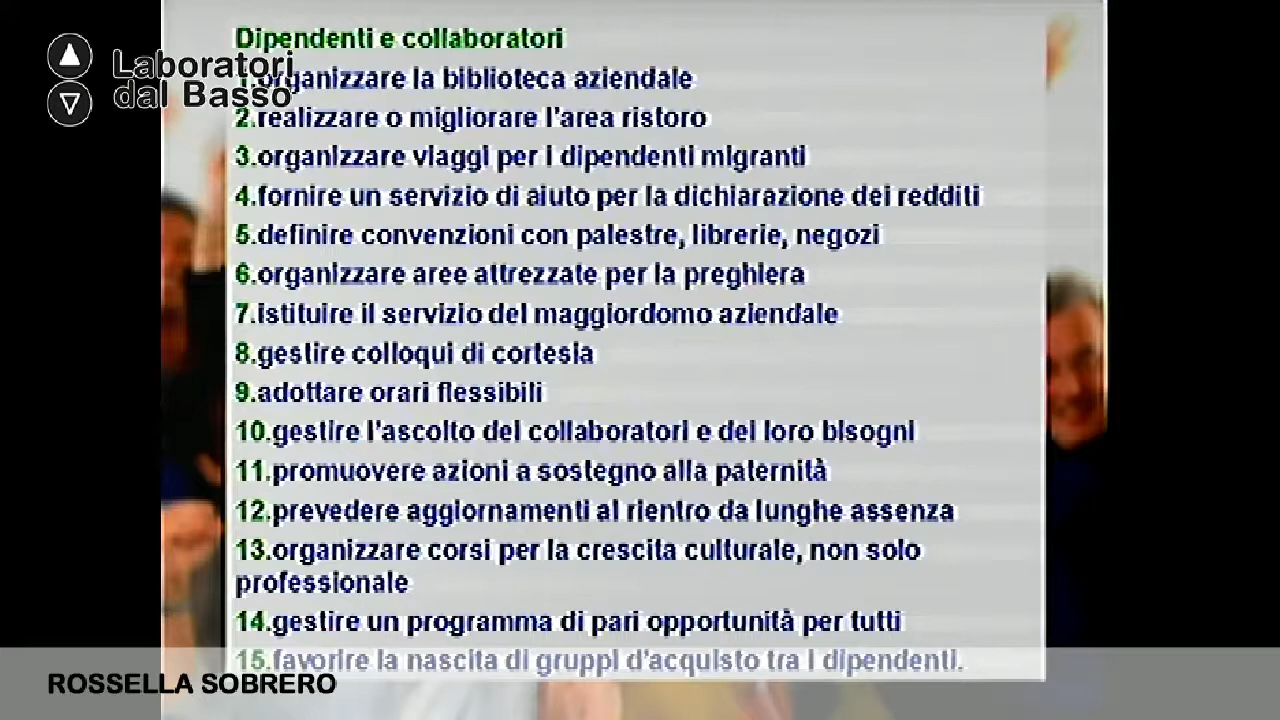 Laboratori
dal Basso
Dipendenti e collaboratori
1.organizzare la biblioteca aziendale
2.realizzare o migliorare l'area ristoro
3.organizzare viaggi per i dipendenti migranti
4.fornire un servizio di aiuto per la dichiarazione dei redditi
5.definire convenzioni con palestre, librerie, negozi
6.organizzare aree attrezzate per la preghiera
7.istituire il servizio del maggiordomo aziendale
8.gestire colloqui di cortesia
9.adottare orari flessibili
10.gestire l'ascolto dei collaboratori e dei loro bisogni
11.promuovere azioni a sostegno alla paternità
12.prevedere aggiornamenti al rientro da lunghe assenza
13.organizzare corsi per la crescita culturale, non solo
professionale
14.gestire un programma di pari opportunità per tutti
15.favorire la nascita di gruppi d'acquisto tra i dipendenti.
ROSSELLA SOBRERO